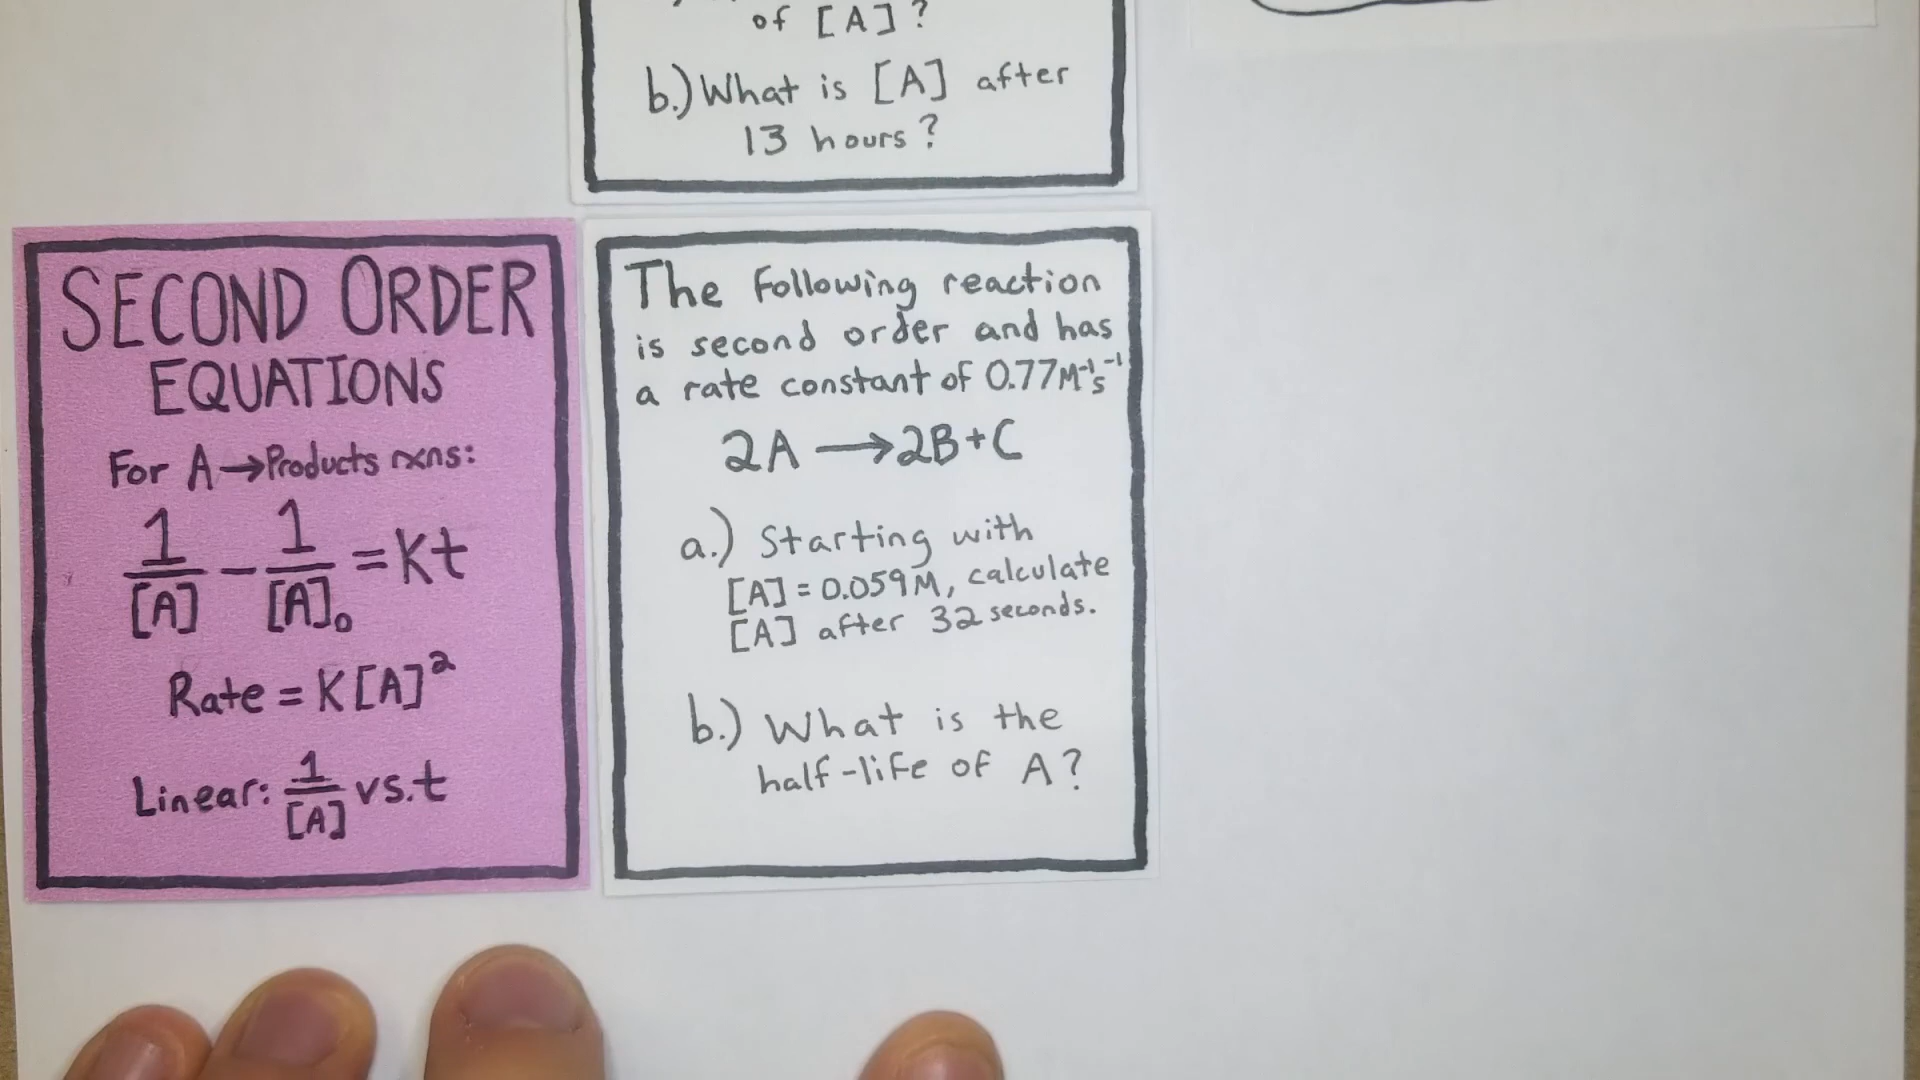 of [A]?
b.) What is [A] after
13 hours?
SECOND ORDER
EQUATIONS
For A→Products rxns:
1/[A] - 1/[A]₀ = Kt
Rate = K[A]²
Linear: 1/[A] vs. t
The following reaction
is second order and has
a rate constant of 0.77M⁻¹s⁻¹
2A → 2B+C
a.) Starting with
[A] = 0.059M, calculate
[A] after 32 seconds.
b.) What is the
half-life of A?